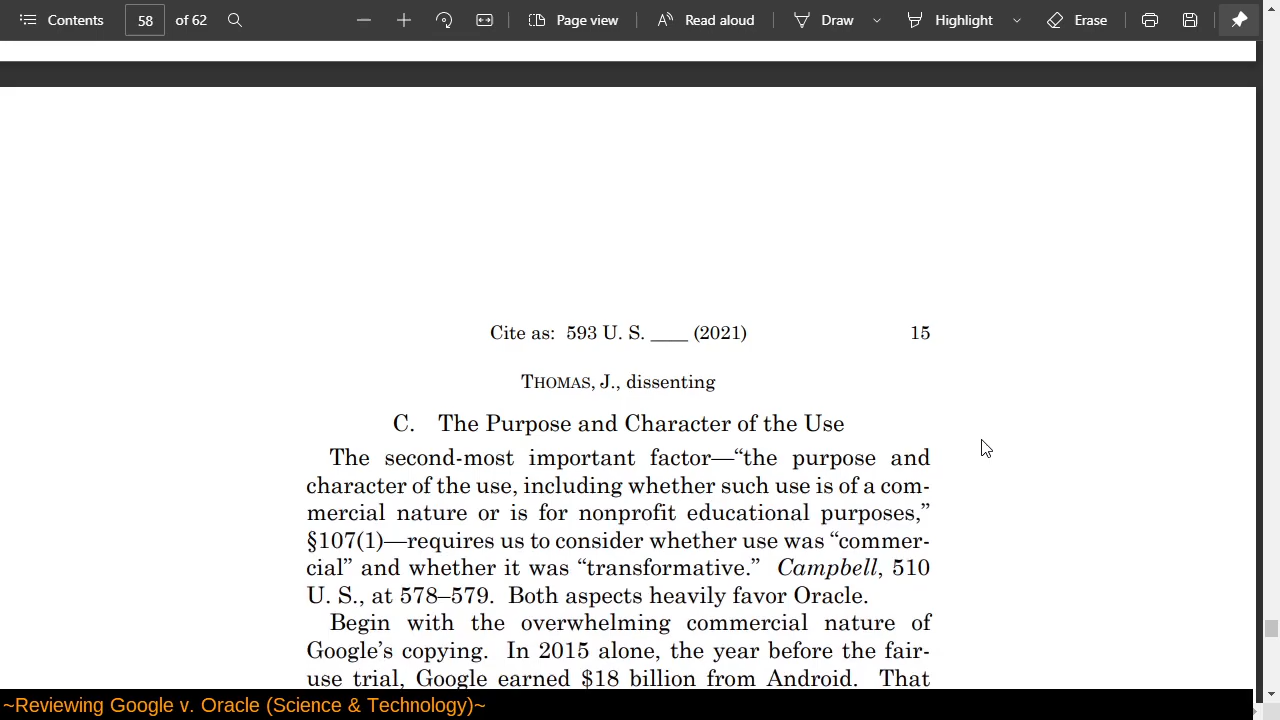 Contents 58 of 62 Page view Read aloud Draw Highlight Erase
Cite as: 593 U. S. ____ (2021) 15
THOMAS, J., dissenting
C. The Purpose and Character of the Use
The second-most important factor—“the purpose and
character of the use, including whether such use is of a com-
mercial nature or is for nonprofit educational purposes,”
§107(1)—requires us to consider whether use was “commer-
cial” and whether it was “transformative.” Campbell, 510
U. S., at 578–579. Both aspects heavily favor Oracle.
Begin with the overwhelming commercial nature of
Google’s copying. In 2015 alone, the year before the fair-
use trial, Google earned $18 billion from Android. That
~Reviewing Google v. Oracle (Science & Technology)~